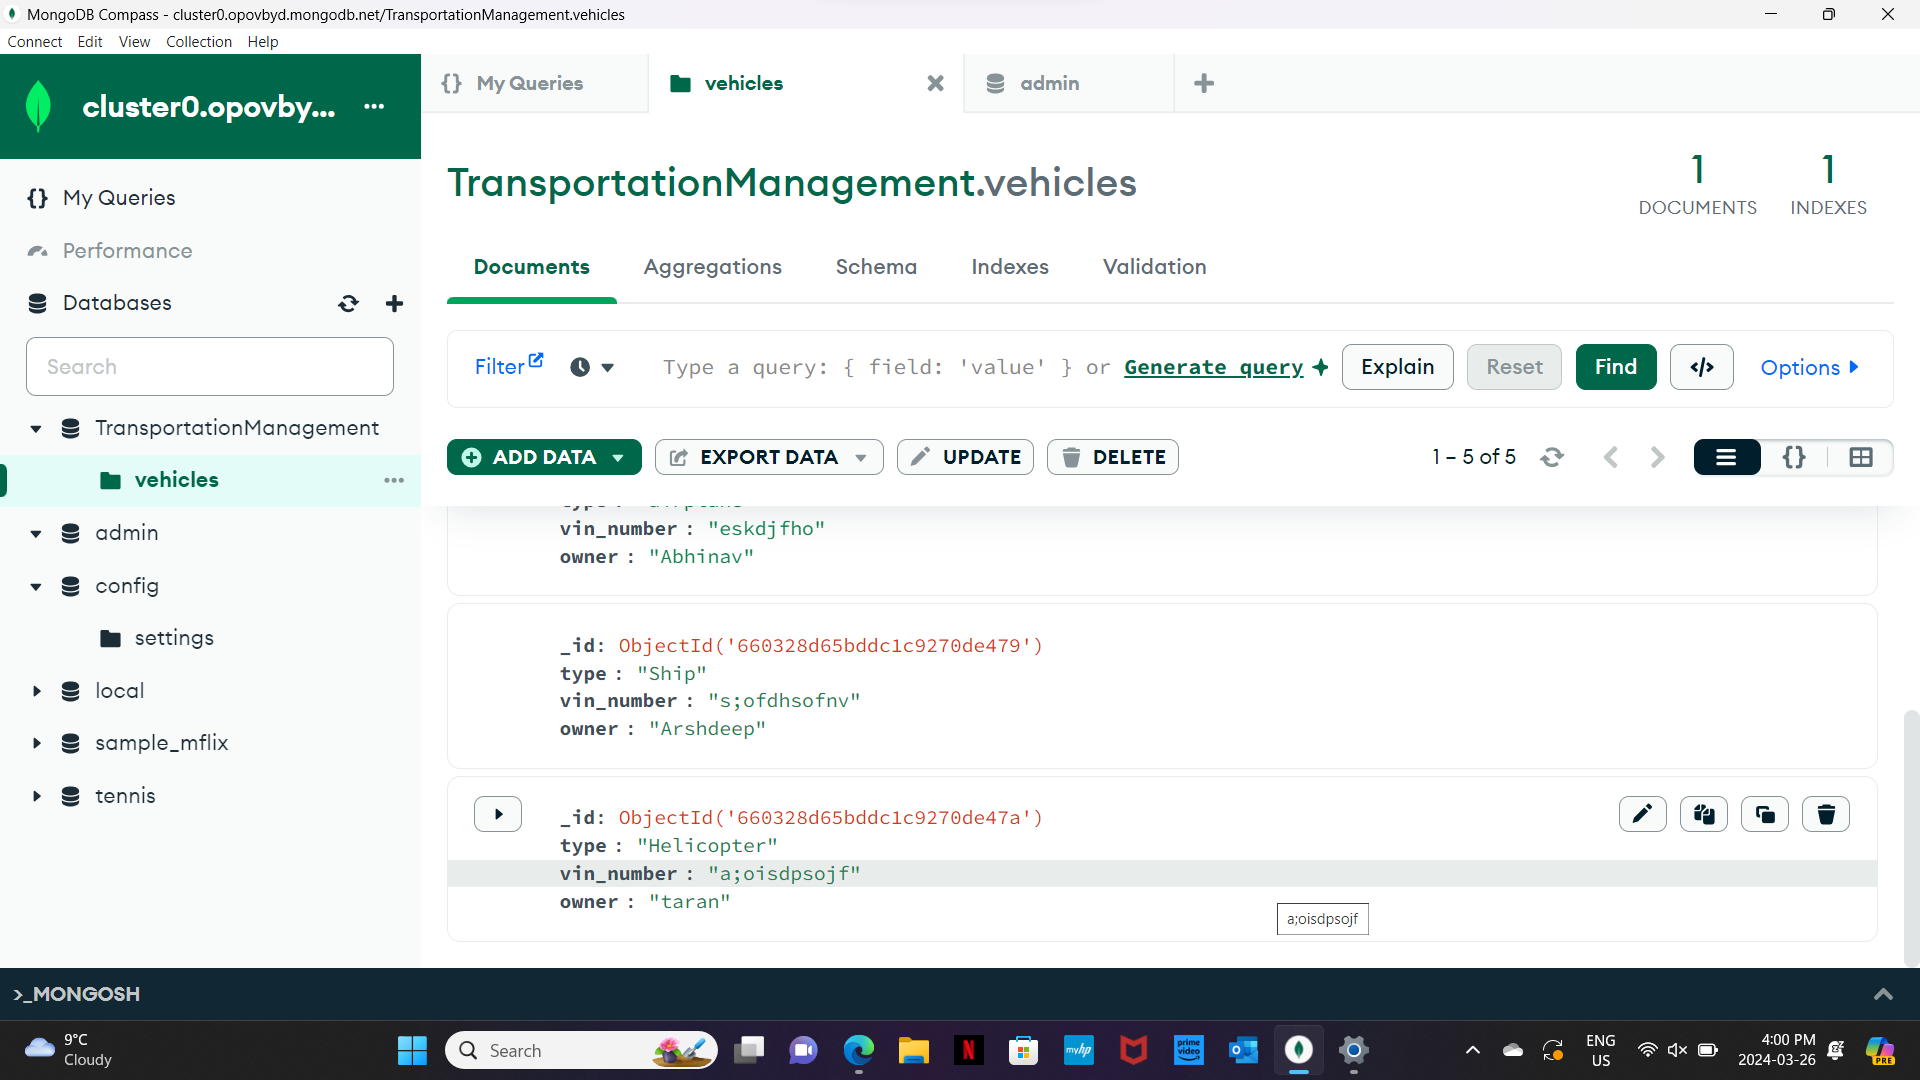 MongoDB Compass - cluster0.opovbyd.mongodb.net/TransportationManagement.vehicles
Connect Edit View Collection Help
cluster0.opovby... ...
{} My Queries
vehicles
admin
My Queries
Performance
Databases
Search
TransportationManagement
vehicles
admin
config
settings
local
sample_mflix
tennis
TransportationManagement.vehicles
1 DOCUMENTS
1 INDEXES
Documents Aggregations Schema Indexes Validation
Filter Type a query: { field: 'value' } or Generate query Explain Reset Find </> Options
ADD DATA EXPORT DATA UPDATE DELETE 1 – 5 of 5 {}
vin_number : "eskdjfho"
owner : "Abhinav"
_id: ObjectId('660328d65bddc1c9270de479')
type : "Ship"
vin_number : "s;ofdhsofnv"
owner : "Arshdeep"
_id: ObjectId('660328d65bddc1c9270de47a')
type : "Helicopter"
vin_number : "a;oisdpsojf"
owner : "taran"
a;oisdpsojf
>_MONGOSH
9°C
Cloudy
Search
N
myhp
prime video
ENG
US
4:00 PM
2024-03-26
PRE